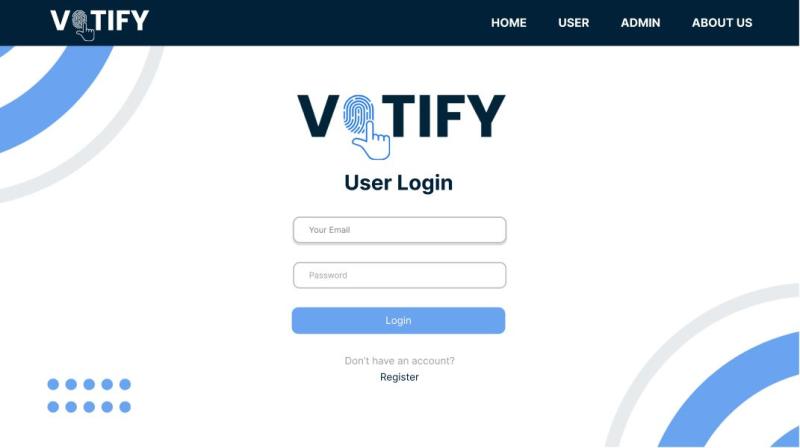 VOTIFY
HOME USER ADMIN ABOUT US
VOTIFY
User Login
Your Email
Password
Login
Don't have an account?
Register